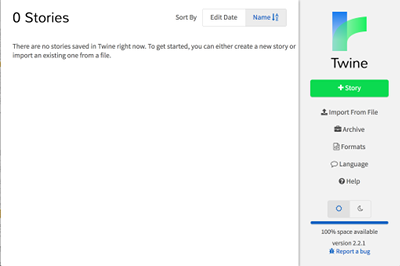 0 Stories
Sort By Edit Date Name
There are no stories saved in Twine right now. To get started, you can either create a new story or
import an existing one from a file.
Twine
+ Story
Import From File
Archive
Formats
Language
Help
100% space available
version 2.2.1
Report a bug